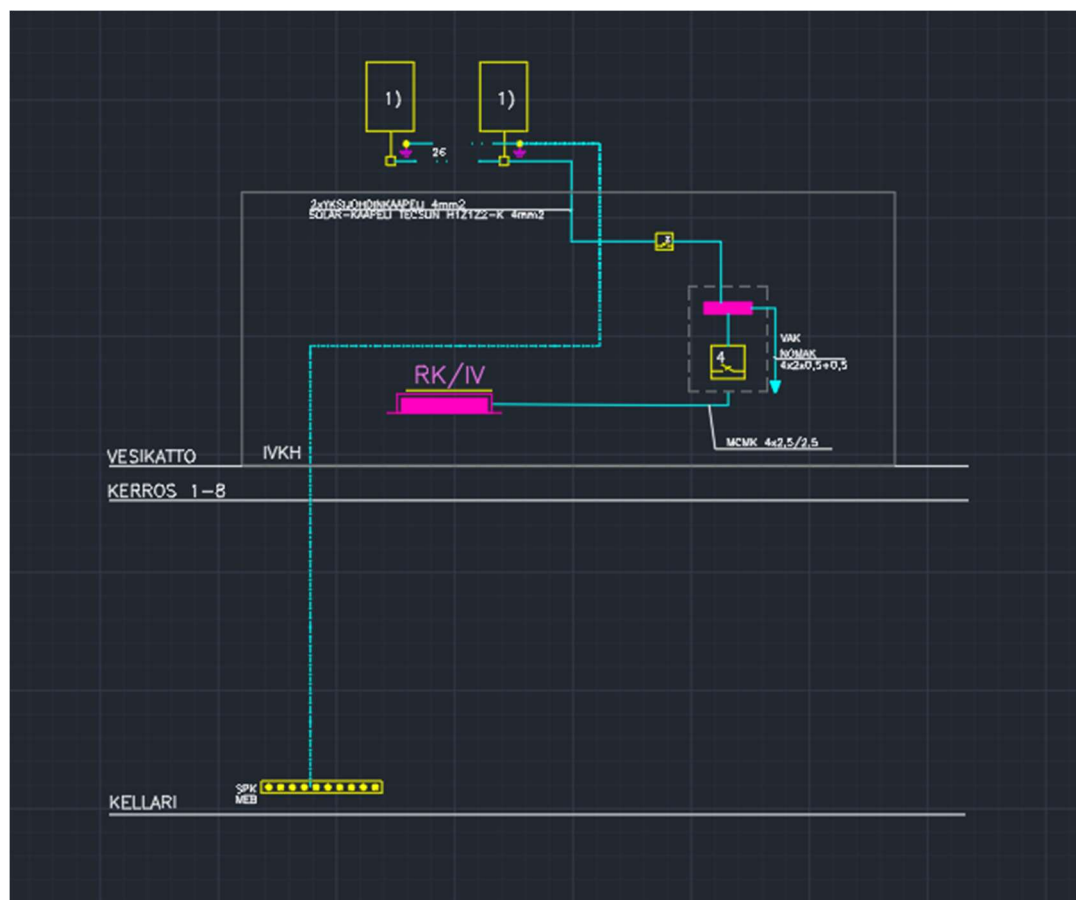 1)
1)
26
2xYKSIJOHDINKAAPELI 4mm2
SOLAR-KAAPELI TECSUN H1Z1Z2-K 4mm2
4
VAK
NOMAK
4x2x0,5+0,5
RK/IV
MCMK 4x2,5/2,5
VESIKATTO
IVKH
KERROS 1-8
SPK
MEB
KELLARI